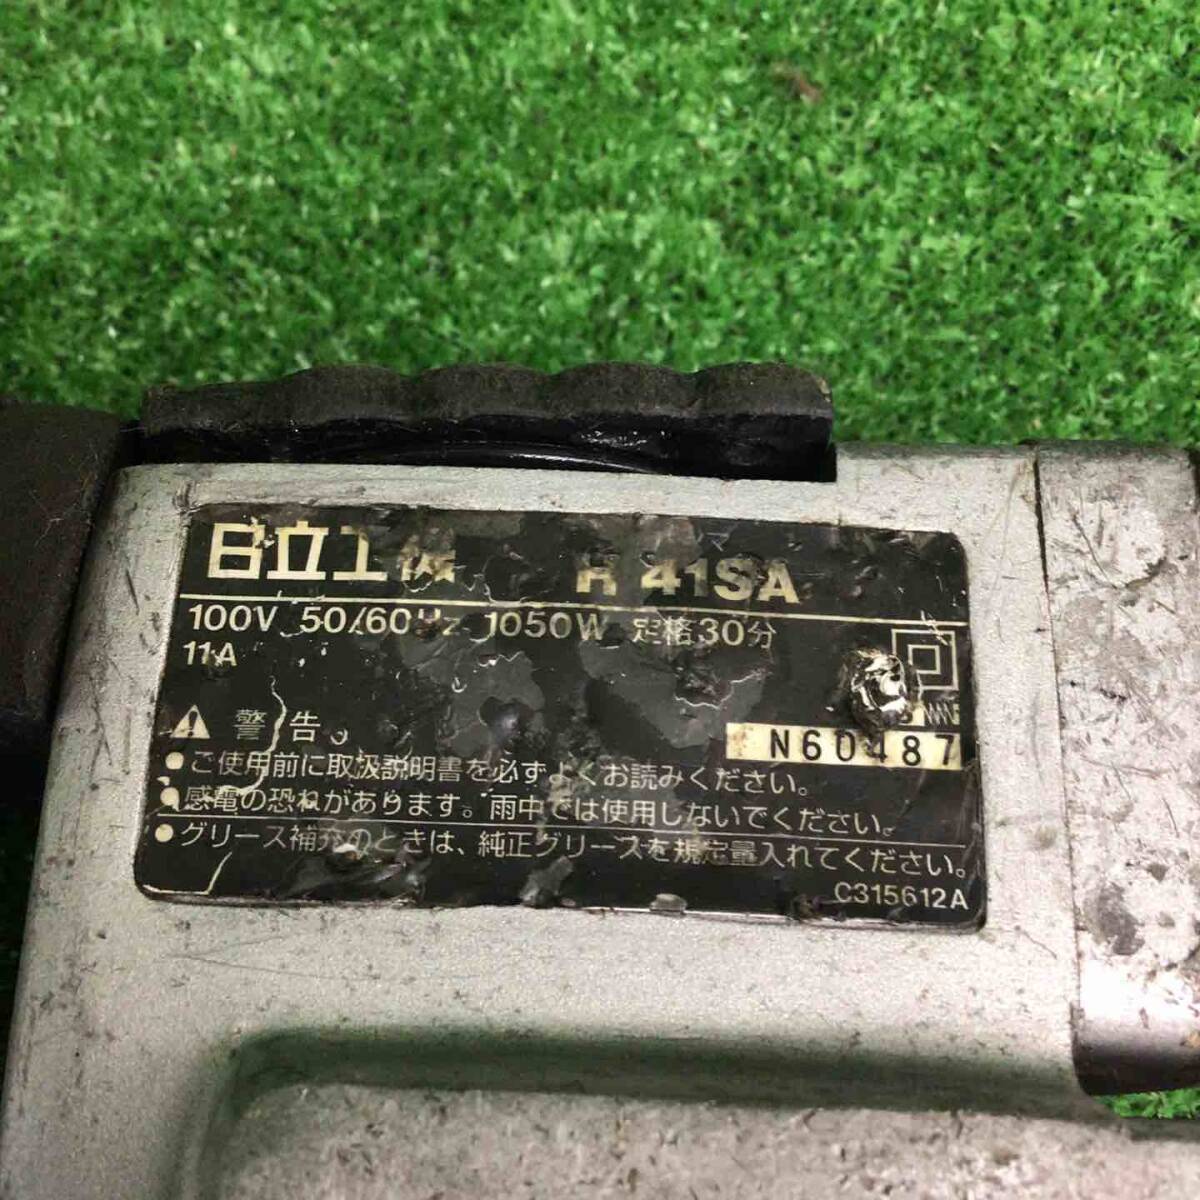 日立工機 H 41SA
100V 50/60Hz 1050W 定格30分
11A
警告
N60487
●ご使用前に取扱説明書を必ずよくお読みください。
●感電の恐れがあります。雨中では使用しないでください。
●グリース補充のときは、純正グリースを規定量入れてください。
C315612A